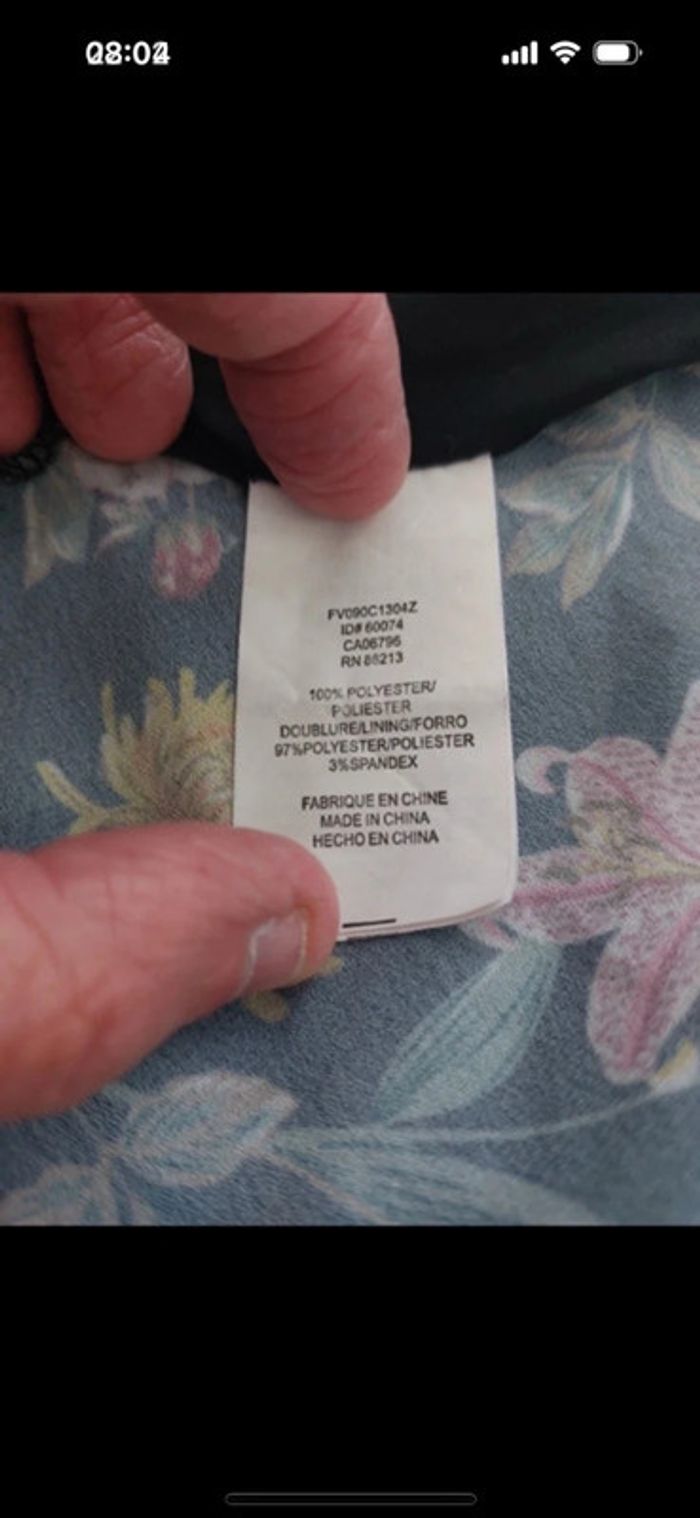 FV090C1304Z
ID# 60074
CA06796
RN 86213
100% POLYESTER/
POLIESTER
DOUBLURE/LINING/FORRO
97%POLYESTER/POLIESTER
3%SPANDEX
FABRIQUE EN CHINE
MADE IN CHINA
HECHO EN CHINA